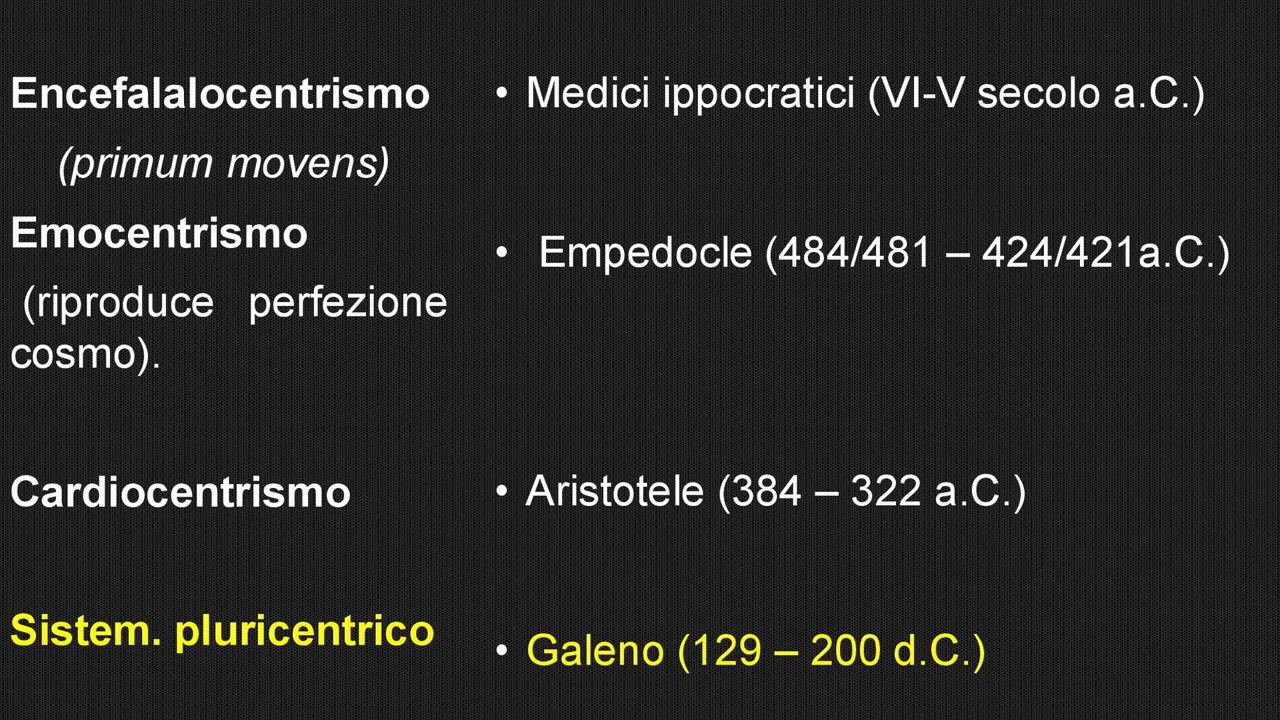 Encefalalocentrismo
(primum movens)
Emocentrismo
(riproduce perfezione
cosmo).
Cardiocentrismo
Sistem. pluricentrico
• Medici ippocratici (VI-V secolo a.C.)
• Empedocle (484/481 – 424/421a.C.)
• Aristotele (384 – 322 a.C.)
• Galeno (129 – 200 d.C.)